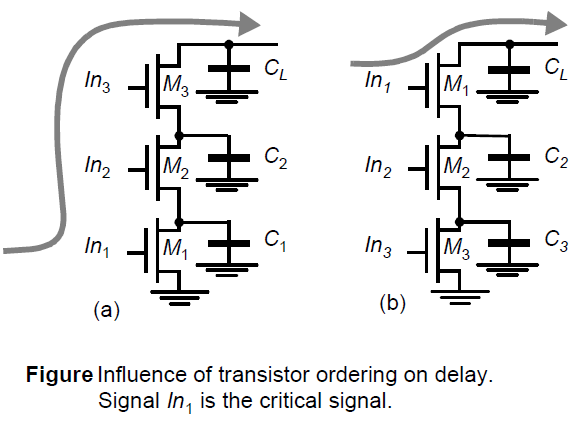 In3 M3 CL In1 M1 CL
In2 M2 C2 In2 M2 C2
In1 M1 C1 In3 M3 C3
(a) (b)
Figure Influence of transistor ordering on delay.
Signal In1 is the critical signal.